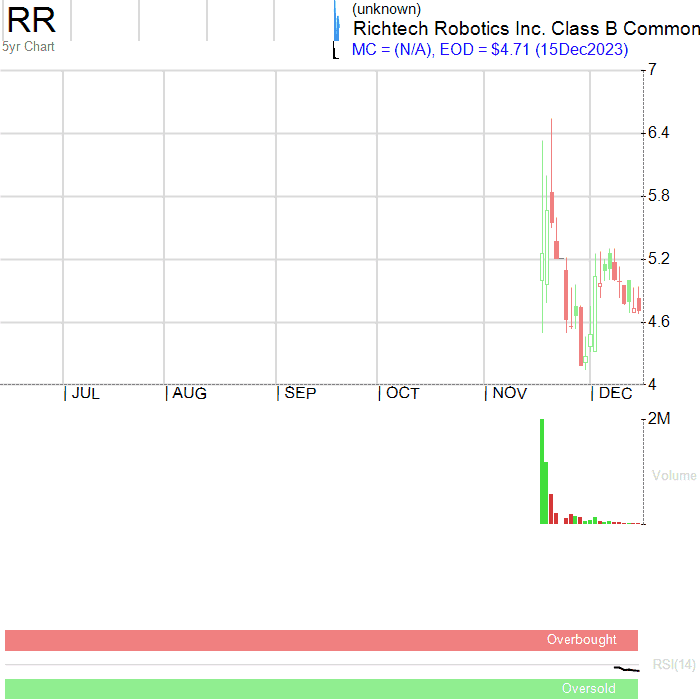 RR
5yr Chart
(unknown)
Richtech Robotics Inc. Class B Common
MC = (N/A), EOD = $4.71 (15Dec2023)
7
6.4
5.8
5.2
4.6
4
JUL AUG SEP OCT NOV DEC
2M
Volume
Overbought
RSI(14)
Oversold